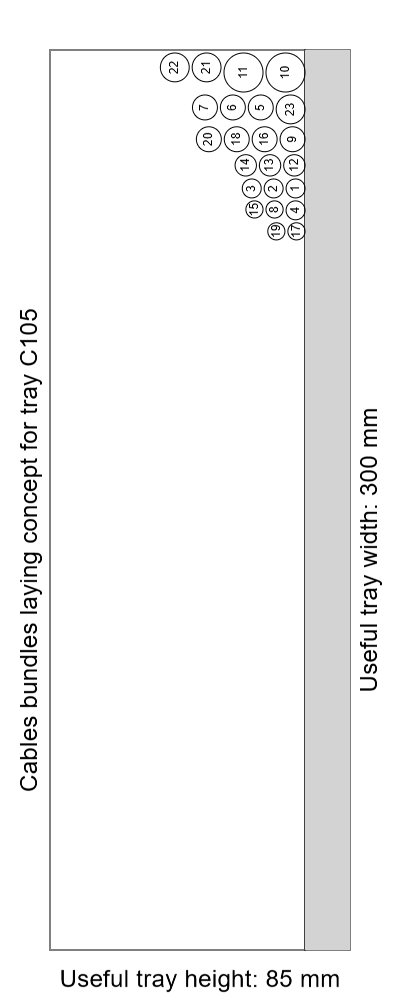 22 21 11 10
7 6 5 23
20 18 16 9
14 13 12
3 2 1
15 8 4
19 17
Cables bundles laying concept for tray C105
Useful tray width: 300 mm
Useful tray height: 85 mm